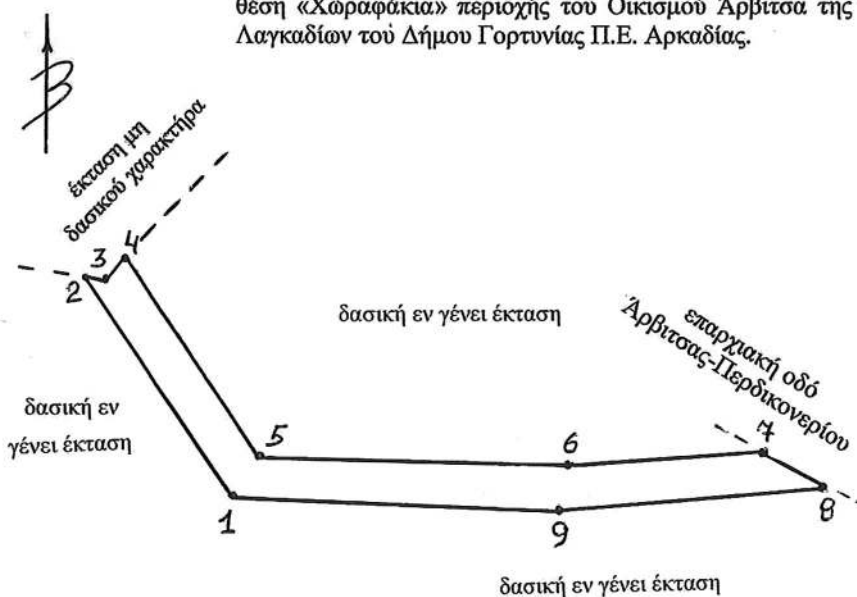 θέση «Χωραφάκια» περιοχής του Οικισμού Άρβιτσα της
Λαγκαδίων τού Δήμου Γορτυνίας Π.Ε. Αρκαδίας.
Β
έκταση μη
δασικού χαρακτήρα
4
3
2
δασική εν γένει έκταση
επαρχιακή οδό
Άρβιτσας-Περδικονερίου
δασική εν
γένει έκταση
5
6
7
1
9
8
δασική εν γένει έκταση